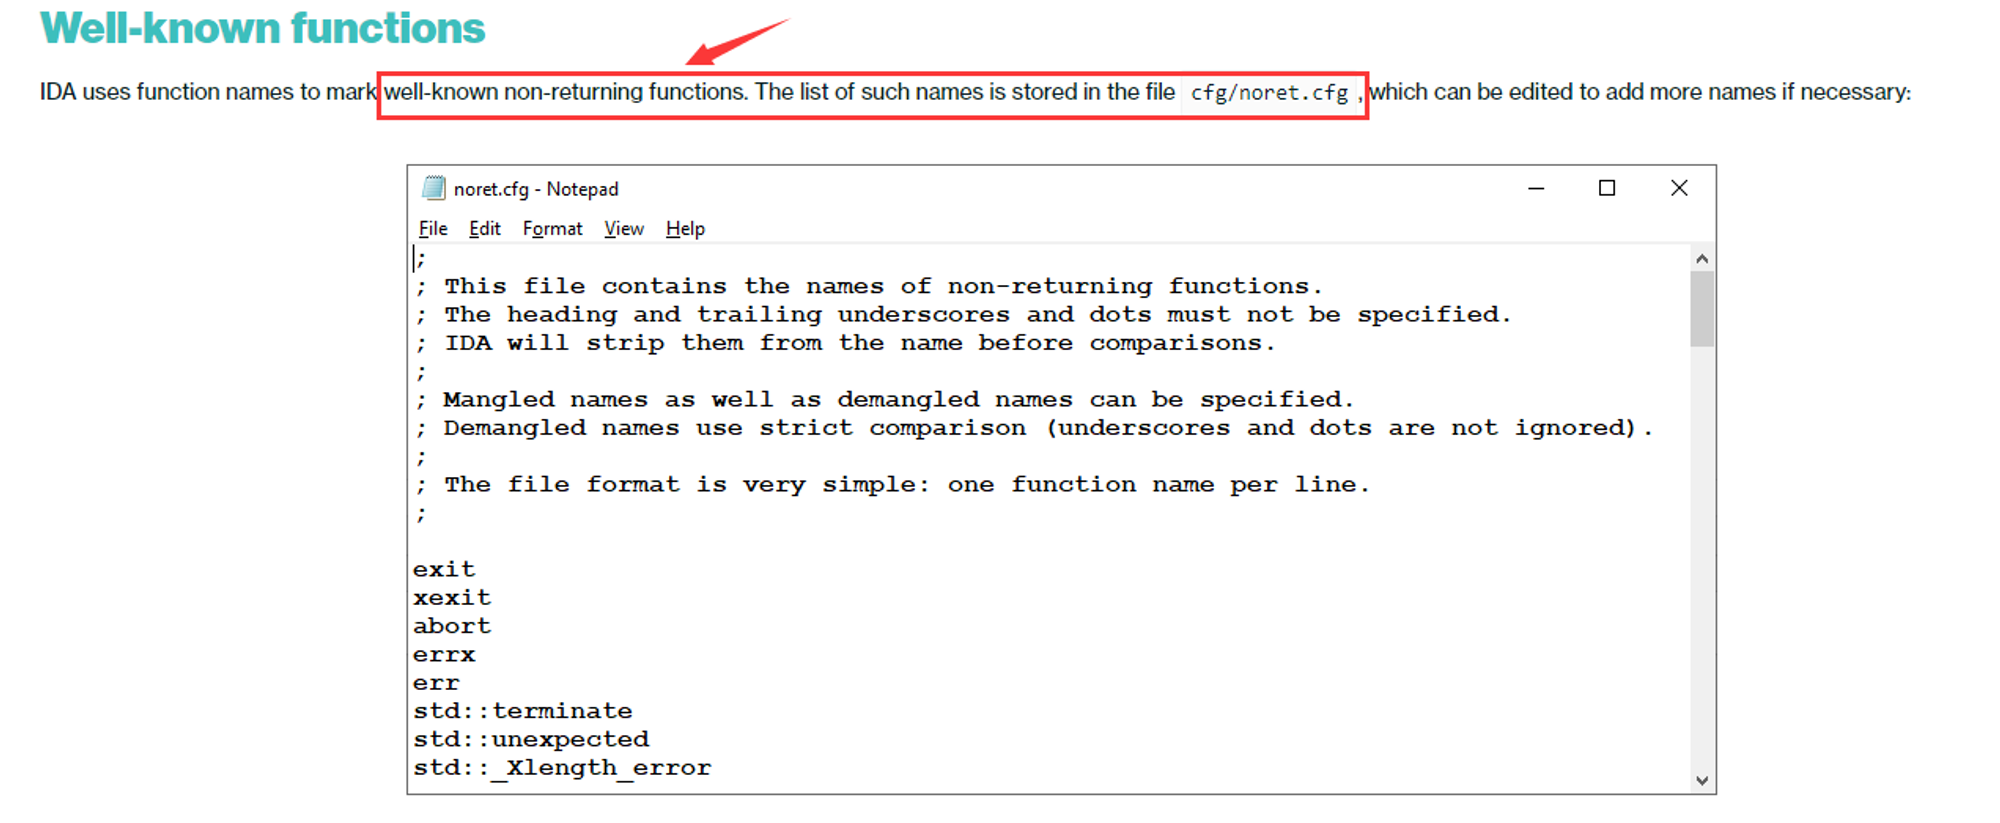 Well-known functions
IDA uses function names to mark well-known non-returning functions. The list of such names is stored in the file cfg/noret.cfg , which can be edited to add more names if necessary:
noret.cfg - Notepad
File Edit Format View Help
;
; This file contains the names of non-returning functions.
; The heading and trailing underscores and dots must not be specified.
; IDA will strip them from the name before comparisons.
;
; Mangled names as well as demangled names can be specified.
; Demangled names use strict comparison (underscores and dots are not ignored).
;
; The file format is very simple: one function name per line.
;
exit
xexit
abort
errx
err
std::terminate
std::unexpected
std::_Xlength_error